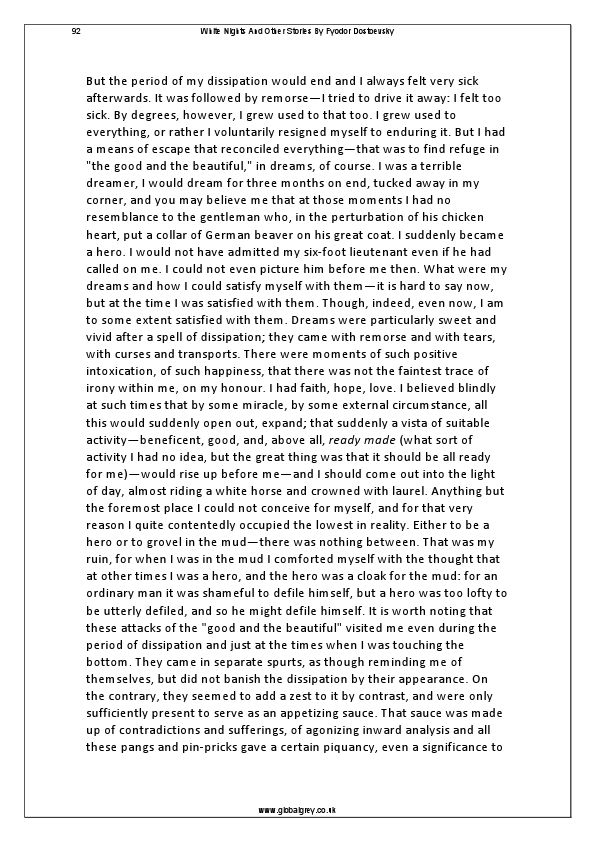 92
White Nights And Other Stories By Fyodor Dostoevsky
But the period of my dissipation would end and I always felt very sick
afterwards. It was followed by remorse—I tried to drive it away: I felt too
sick. By degrees, however, I grew used to that too. I grew used to
everything, or rather I voluntarily resigned myself to enduring it. But I had
a means of escape that reconciled everything—that was to find refuge in
"the good and the beautiful," in dreams, of course. I was a terrible
dreamer, I would dream for three months on end, tucked away in my
corner, and you may believe me that at those moments I had no
resemblance to the gentleman who, in the perturbation of his chicken
heart, put a collar of German beaver on his great coat. I suddenly became
a hero. I would not have admitted my six-foot lieutenant even if he had
called on me. I could not even picture him before me then. What were my
dreams and how I could satisfy myself with them—it is hard to say now,
but at the time I was satisfied with them. Though, indeed, even now, I am
to some extent satisfied with them. Dreams were particularly sweet and
vivid after a spell of dissipation; they came with remorse and with tears,
with curses and transports. There were moments of such positive
intoxication, of such happiness, that there was not the faintest trace of
irony within me, on my honour. I had faith, hope, love. I believed blindly
at such times that by some miracle, by some external circumstance, all
this would suddenly open out, expand; that suddenly a vista of suitable
activity—beneficent, good, and, above all, ready made (what sort of
activity I had no idea, but the great thing was that it should be all ready
for me)—would rise up before me—and I should come out into the light
of day, almost riding a white horse and crowned with laurel. Anything but
the foremost place I could not conceive for myself, and for that very
reason I quite contentedly occupied the lowest in reality. Either to be a
hero or to grovel in the mud—there was nothing between. That was my
ruin, for when I was in the mud I comforted myself with the thought that
at other times I was a hero, and the hero was a cloak for the mud: for an
ordinary man it was shameful to defile himself, but a hero was too lofty to
be utterly defiled, and so he might defile himself. It is worth noting that
these attacks of the "good and the beautiful" visited me even during the
period of dissipation and just at the times when I was touching the
bottom. They came in separate spurts, as though reminding me of
themselves, but did not banish the dissipation by their appearance. On
the contrary, they seemed to add a zest to it by contrast, and were only
sufficiently present to serve as an appetizing sauce. That sauce was made
up of contradictions and sufferings, of agonizing inward analysis and all
these pangs and pin-pricks gave a certain piquancy, even a significance to
www.globalgrey.co.uk